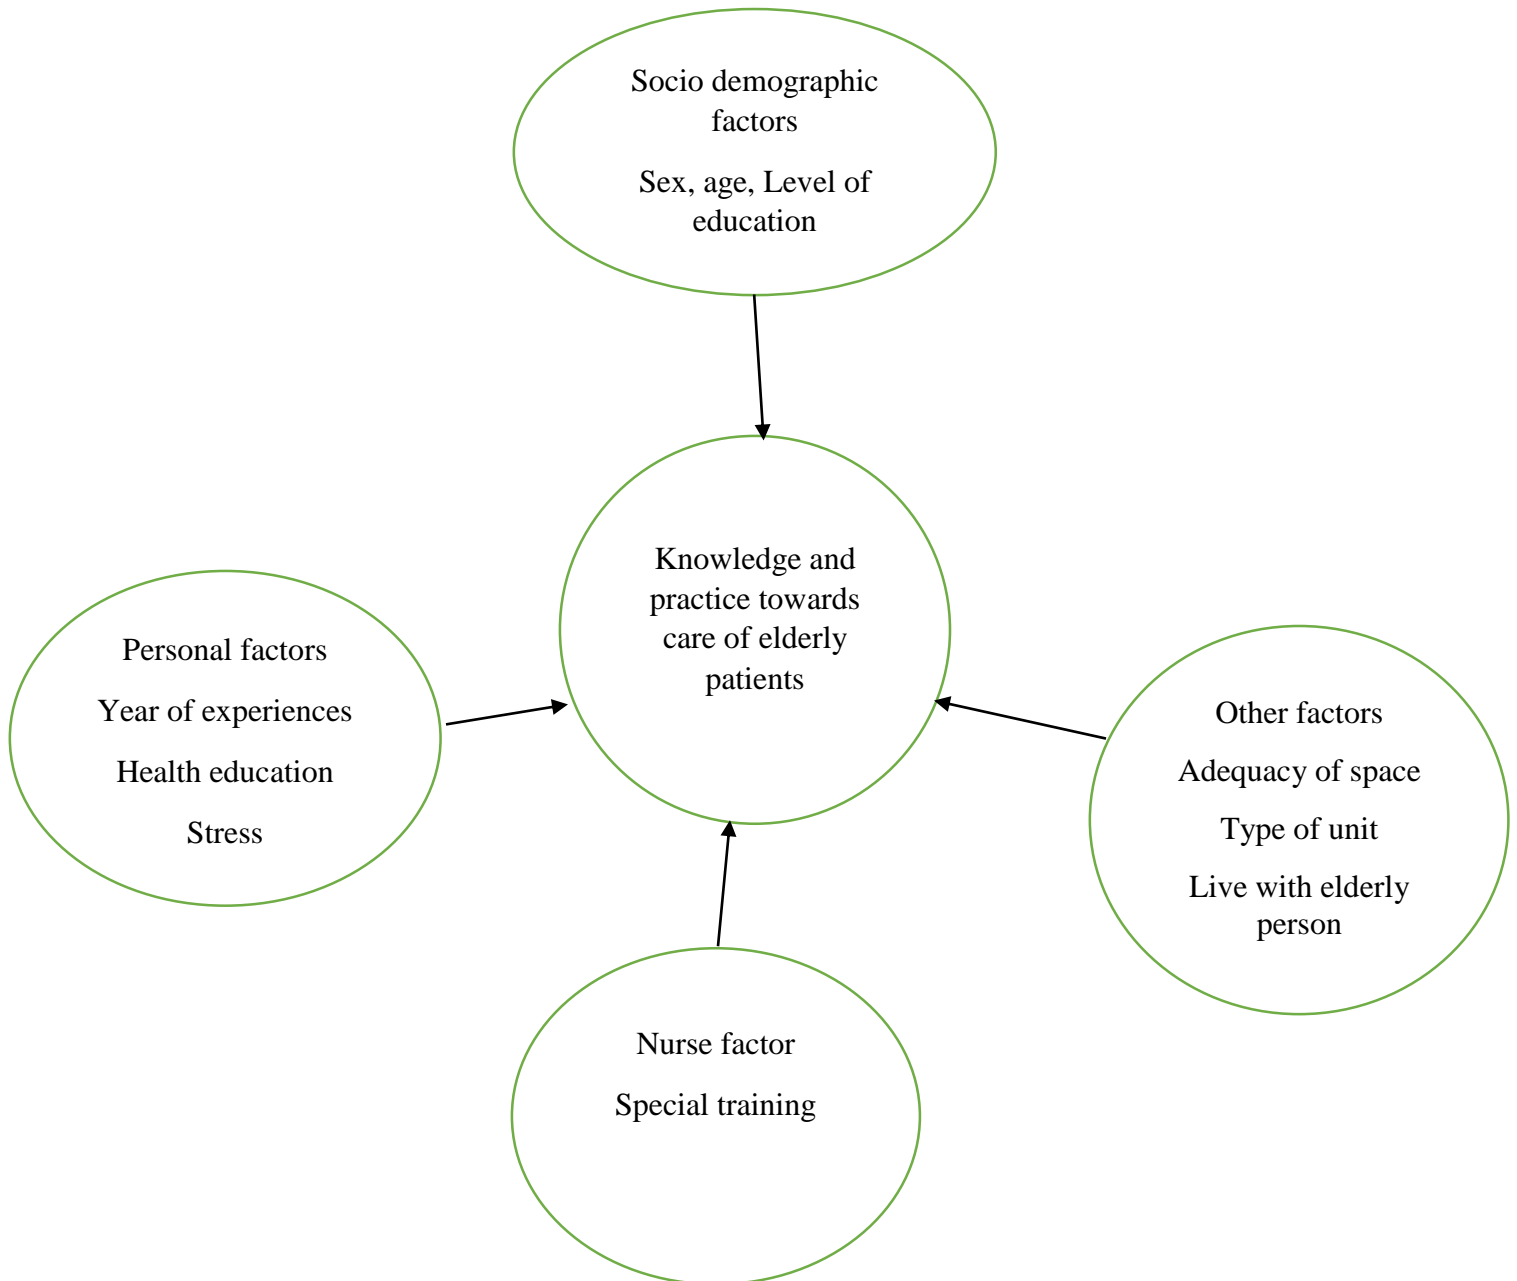 Socio demographic
factors
Sex, age, Level of
education
Knowledge and
practice towards
care of elderly
patients
Personal factors
Year of experiences
Health education
Stress
Other factors
Adequacy of space
Type of unit
Live with elderly
person
Nurse factor
Special training